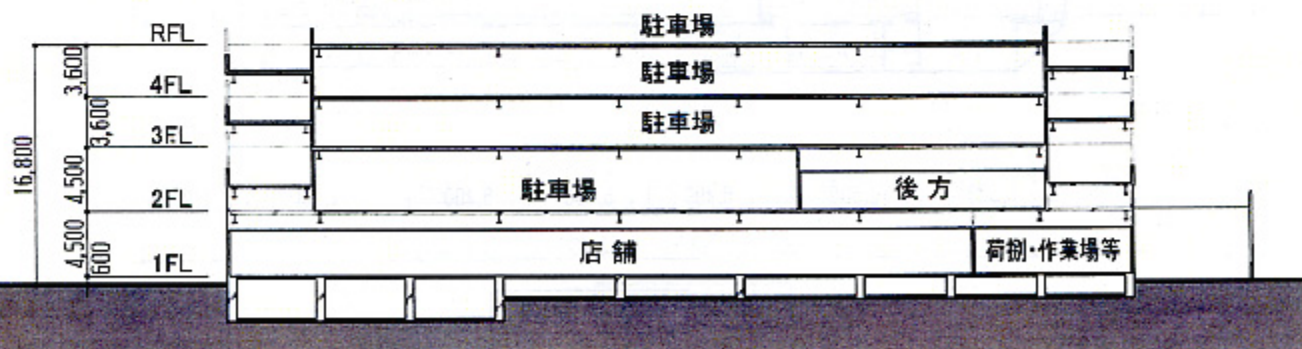 駐車場
RFL
3,600
駐車場
4FL
3,600
駐車場
3FL
16,800
4,500
駐車場
後方
2FL
4,500
店舗
荷捌・作業場等
600
1FL